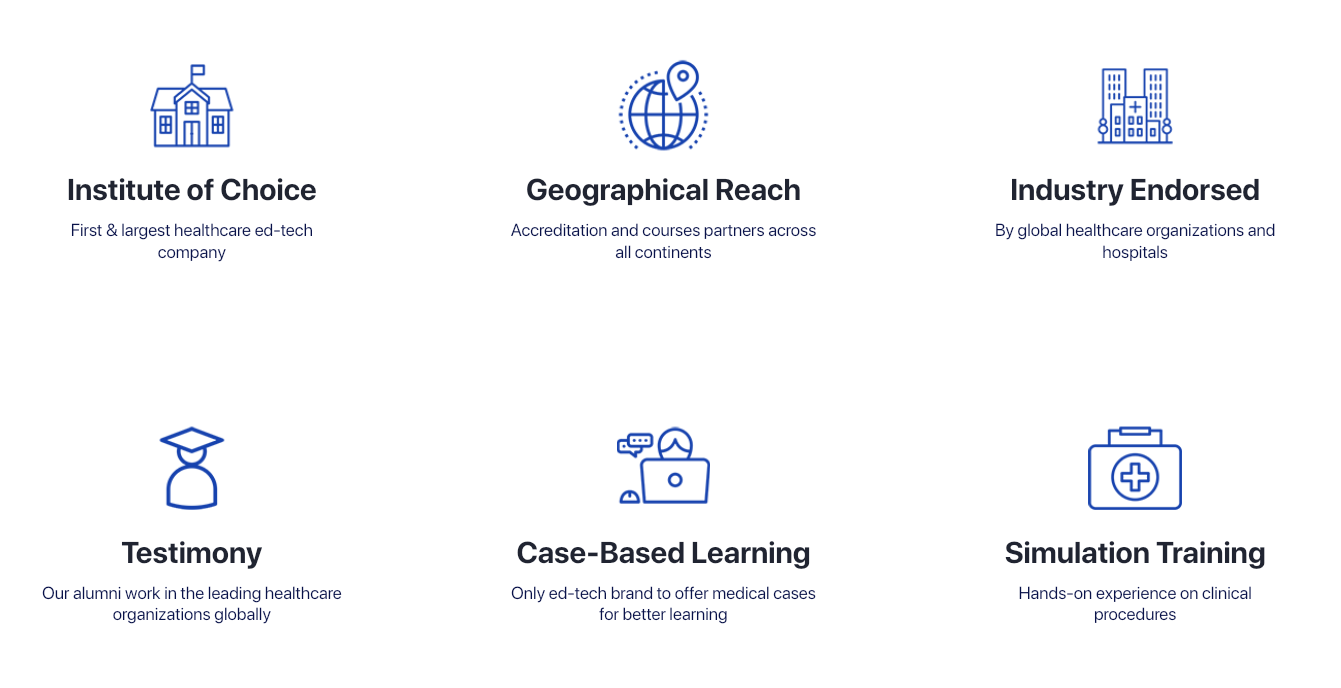 Institute of Choice
First & largest healthcare ed-tech
company
Geographical Reach
Accreditation and courses partners across
all continents
Industry Endorsed
By global healthcare organizations and
hospitals
Testimony
Our alumni work in the leading healthcare
organizations globally
Case-Based Learning
Only ed-tech brand to offer medical cases
for better learning
Simulation Training
Hands-on experience on clinical
procedures